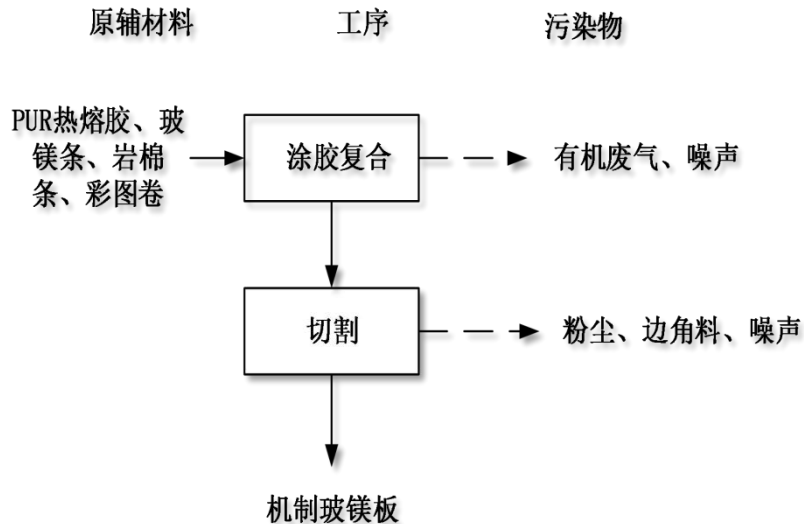 原辅材料 工序 污染物
PUR热熔胶、玻
镁条、岩棉
条、彩图卷
涂胶复合
有机废气、噪声
切割
粉尘、边角料、噪声
机制玻镁板